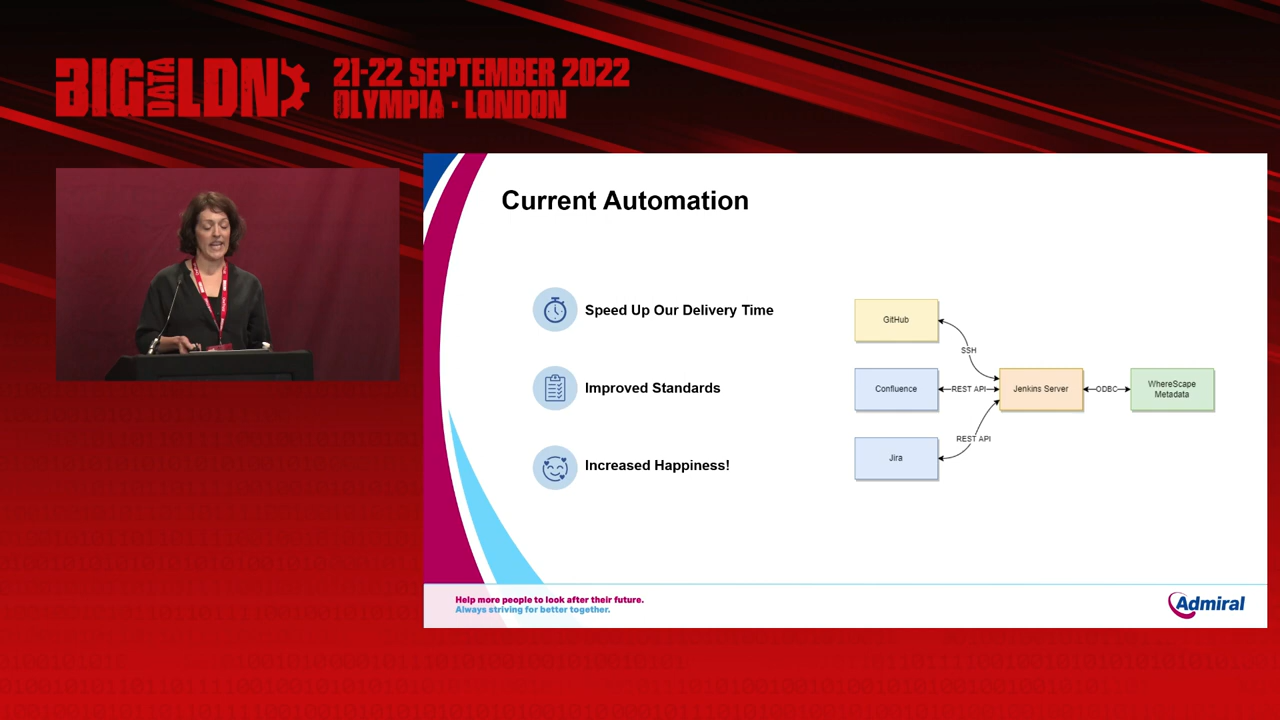 BIG DATA LDN
21-22 SEPTEMBER 2022
OLYMPIA · LONDON
Current Automation
Speed Up Our Delivery Time
Improved Standards
Increased Happiness!
GitHub
SSH
Confluence
REST API
Jenkins Server
ODBC
WhereScape
Metadata
REST API
Jira
Help more people to look after their future.
Always striving for better together.
Admiral